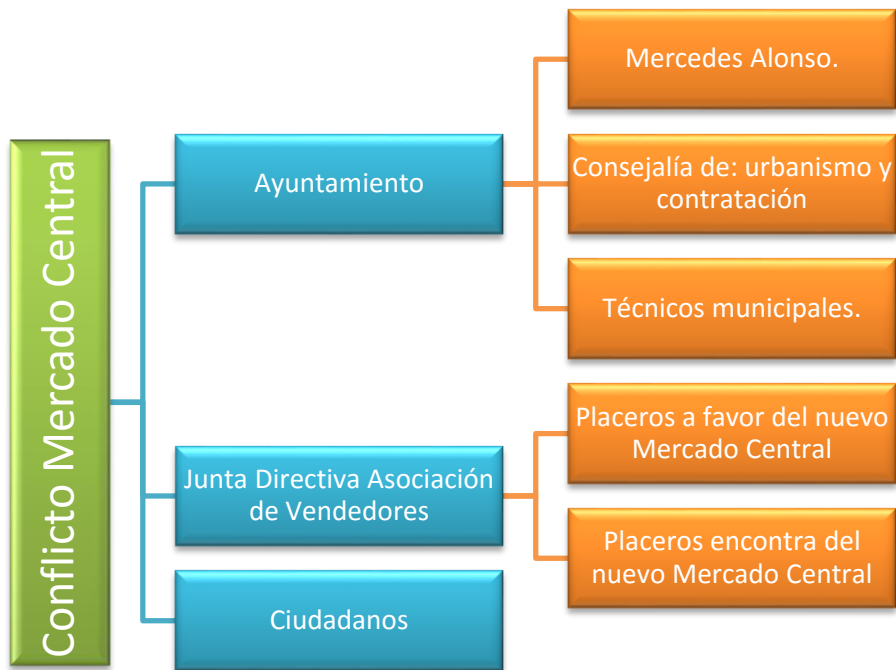 Conflicto Mercado Central
Ayuntamiento
Mercedes Alonso.
Consejalía de: urbanismo y
contratación
Técnicos municipales.
Junta Directiva Asociación
de Vendedores
Placeros a favor del nuevo
Mercado Central
Placeros encontra del
nuevo Mercado Central
Ciudadanos